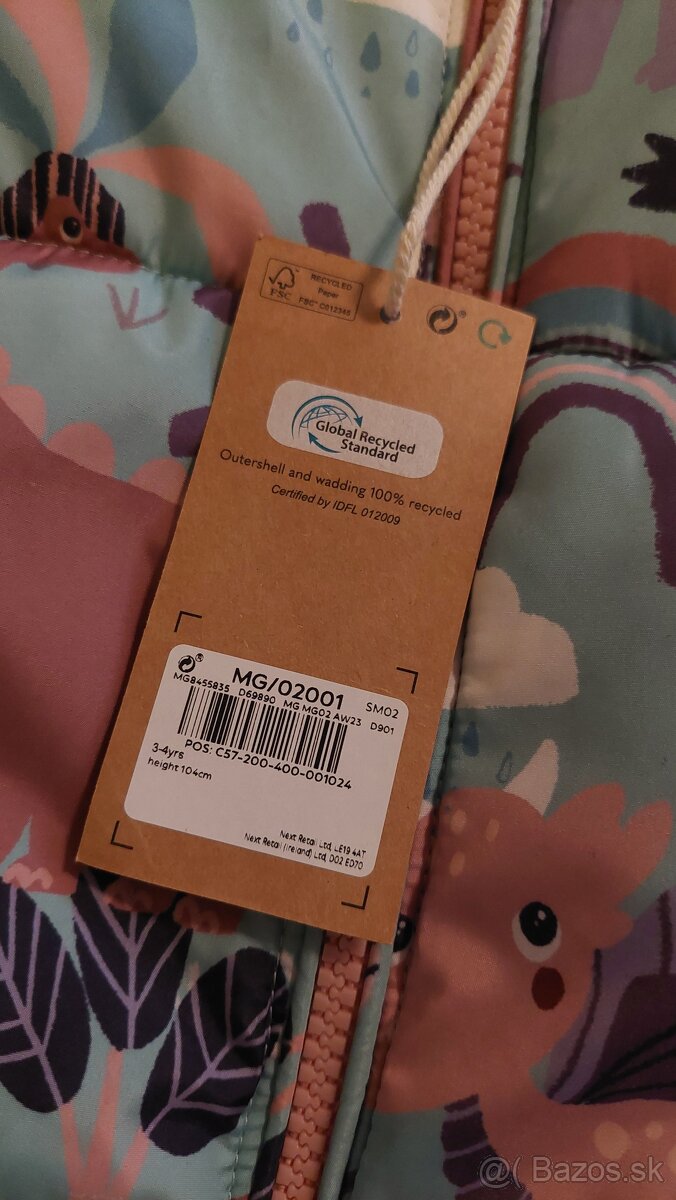 RECYCLED
Paper
FSC® C012345
FSC
Global Recycled
Standard
Outershell and wadding 100% recycled
Certified by IDFL 012009
MG/02001
SM02
MG8455835 D69890 MG MG02 AW23 D901
POS: C57-200-400-001024
3-4yrs
height 104cm
Next Retail Ltd, LE19 4AT
Next Retail (Ireland) Ltd, D02 ED70
@( Bazos.sk